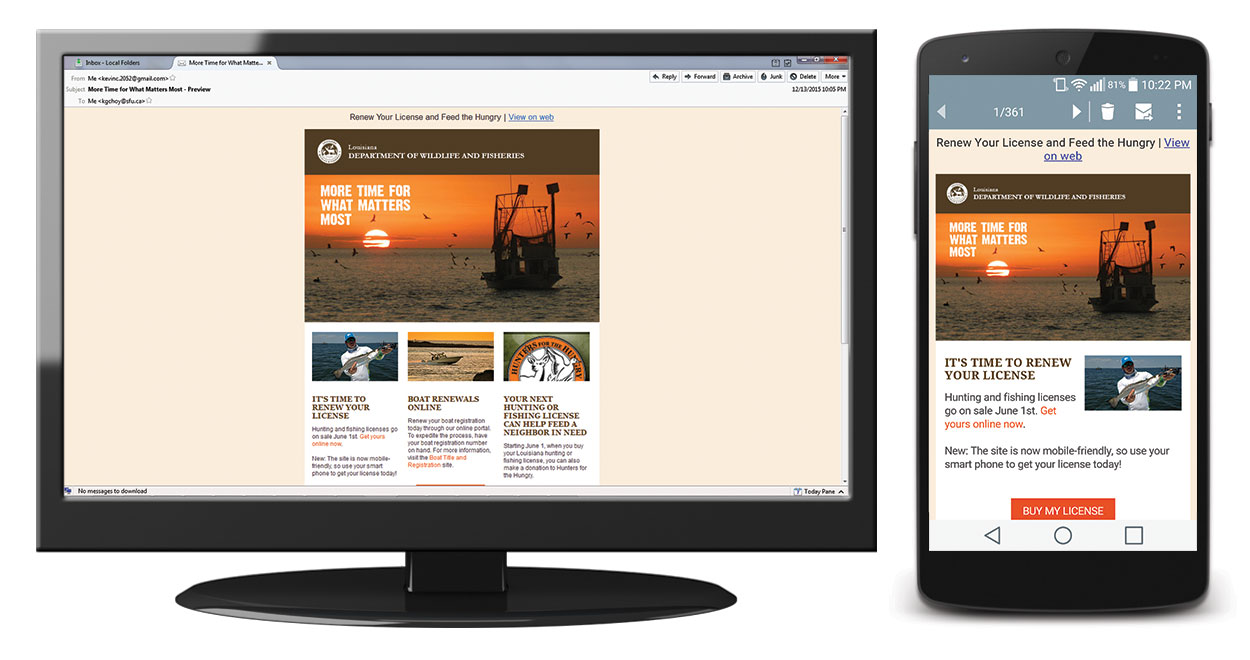 Inbox - Local Folders
More Time for What Matte...
From Me <kevinc.2052@gmail.com>
Reply
Forward
Archive
Junk
Delete
More
Subject More Time for What Matters Most - Preview
12/13/2015 10:05 PM
To Me <kgchoy@sfu.ca>
Renew Your License and Feed the Hungry | View on web
Louisiana
DEPARTMENT OF WILDLIFE AND FISHERIES
MORE TIME FOR
WHAT MATTERS
MOST
HUNTERS FOR THE HUNGRY
IT'S TIME TO
RENEW YOUR
LICENSE
Hunting and fishing licenses go
on sale June 1st. Get yours
online now.
New: The site is now mobile-
friendly, so use your smart
phone to get your license today!
BOAT RENEWALS
ONLINE
Renew your boat registration
today through our online portal.
To expedite the process, have
your boat registration number
on hand. For more information,
visit the Boat Title and
Registration site.
YOUR NEXT
HUNTING OR
FISHING LICENSE
CAN HELP FEED A
NEIGHBOR IN NEED
Starting June 1, when you buy
your Louisiana hunting or
fishing license, you can also
make a donation to Hunters for
the Hungry.
No messages to download
Today Pane
81% 10:22 PM
1/361
Renew Your License and Feed the Hungry | View
on web
Louisiana
DEPARTMENT OF WILDLIFE AND FISHERIES
MORE TIME FOR
WHAT MATTERS
MOST
IT'S TIME TO RENEW
YOUR LICENSE
Hunting and fishing licenses
go on sale June 1st. Get
yours online now.
New: The site is now mobile-friendly, so use your
smart phone to get your license today!
BUY MY LICENSE